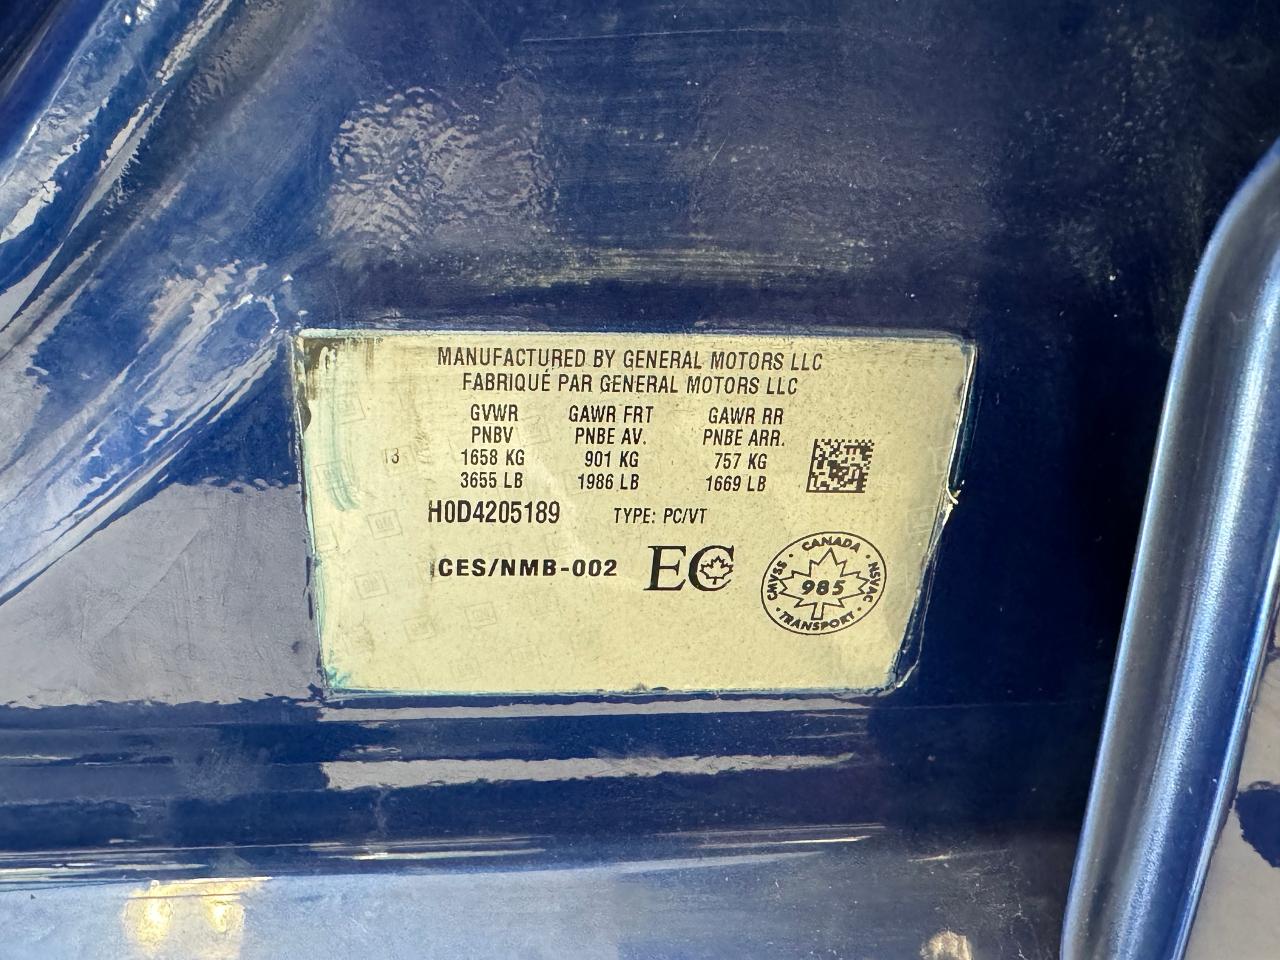 MANUFACTURED BY GENERAL MOTORS LLC
FABRIQUÉ PAR GENERAL MOTORS LLC
GVWR GAWR FRT GAWR RR
PNBV PNBE AV. PNBE ARR.
13 1658 KG 901 KG 757 KG
3655 LB 1986 LB 1669 LB
H0D4205189 TYPE: PC/VT
ICES/NMB-002 EC
CANADA
CMVSS 985 NSVAC
TRANSPORT